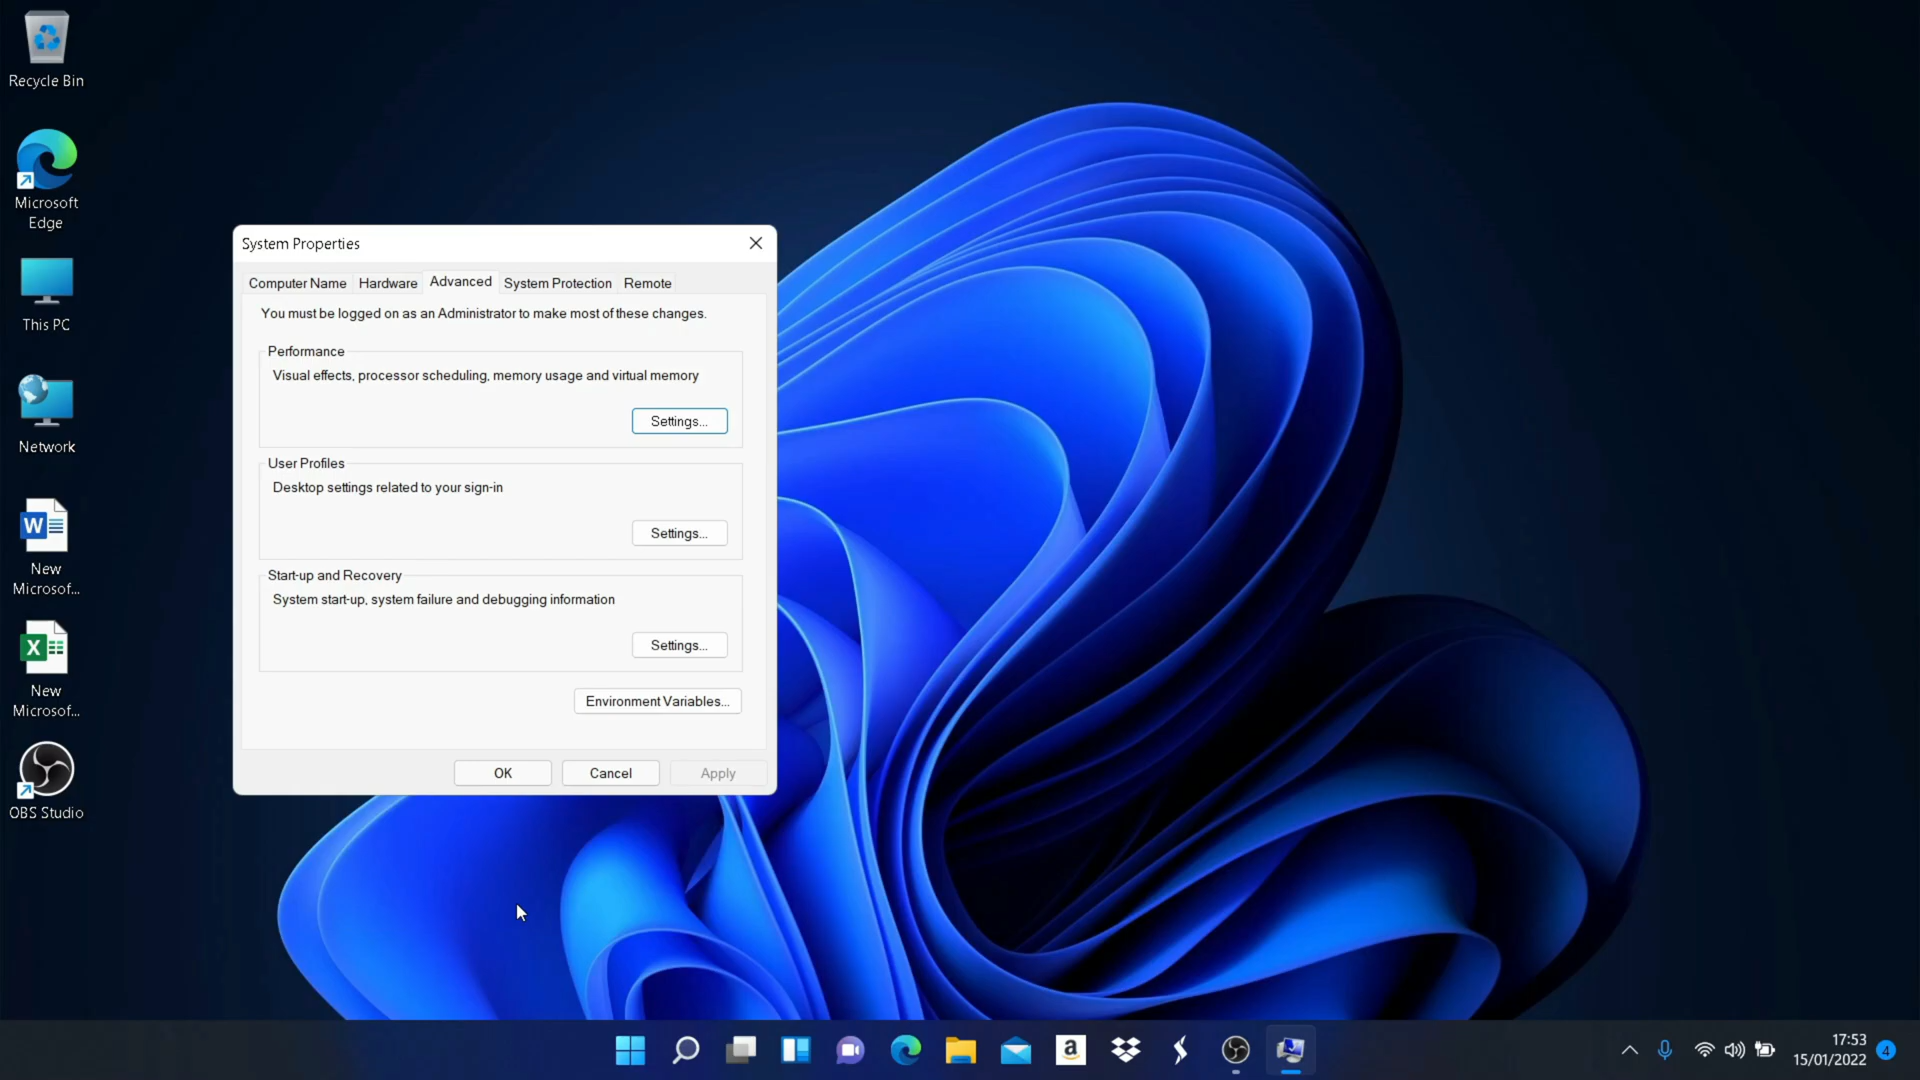 Recycle Bin
Microsoft
Edge
This PC
Network
W
New
Microsof...
X
New
Microsof...
OBS Studio
System Properties
Computer Name Hardware Advanced System Protection Remote
You must be logged on as an Administrator to make most of these changes.
Performance
Visual effects, processor scheduling, memory usage and virtual memory
Settings...
User Profiles
Desktop settings related to your sign-in
Settings...
Start-up and Recovery
System start-up, system failure and debugging information
Settings...
Environment Variables...
OK Cancel Apply
a
17:53
15/01/2022
4